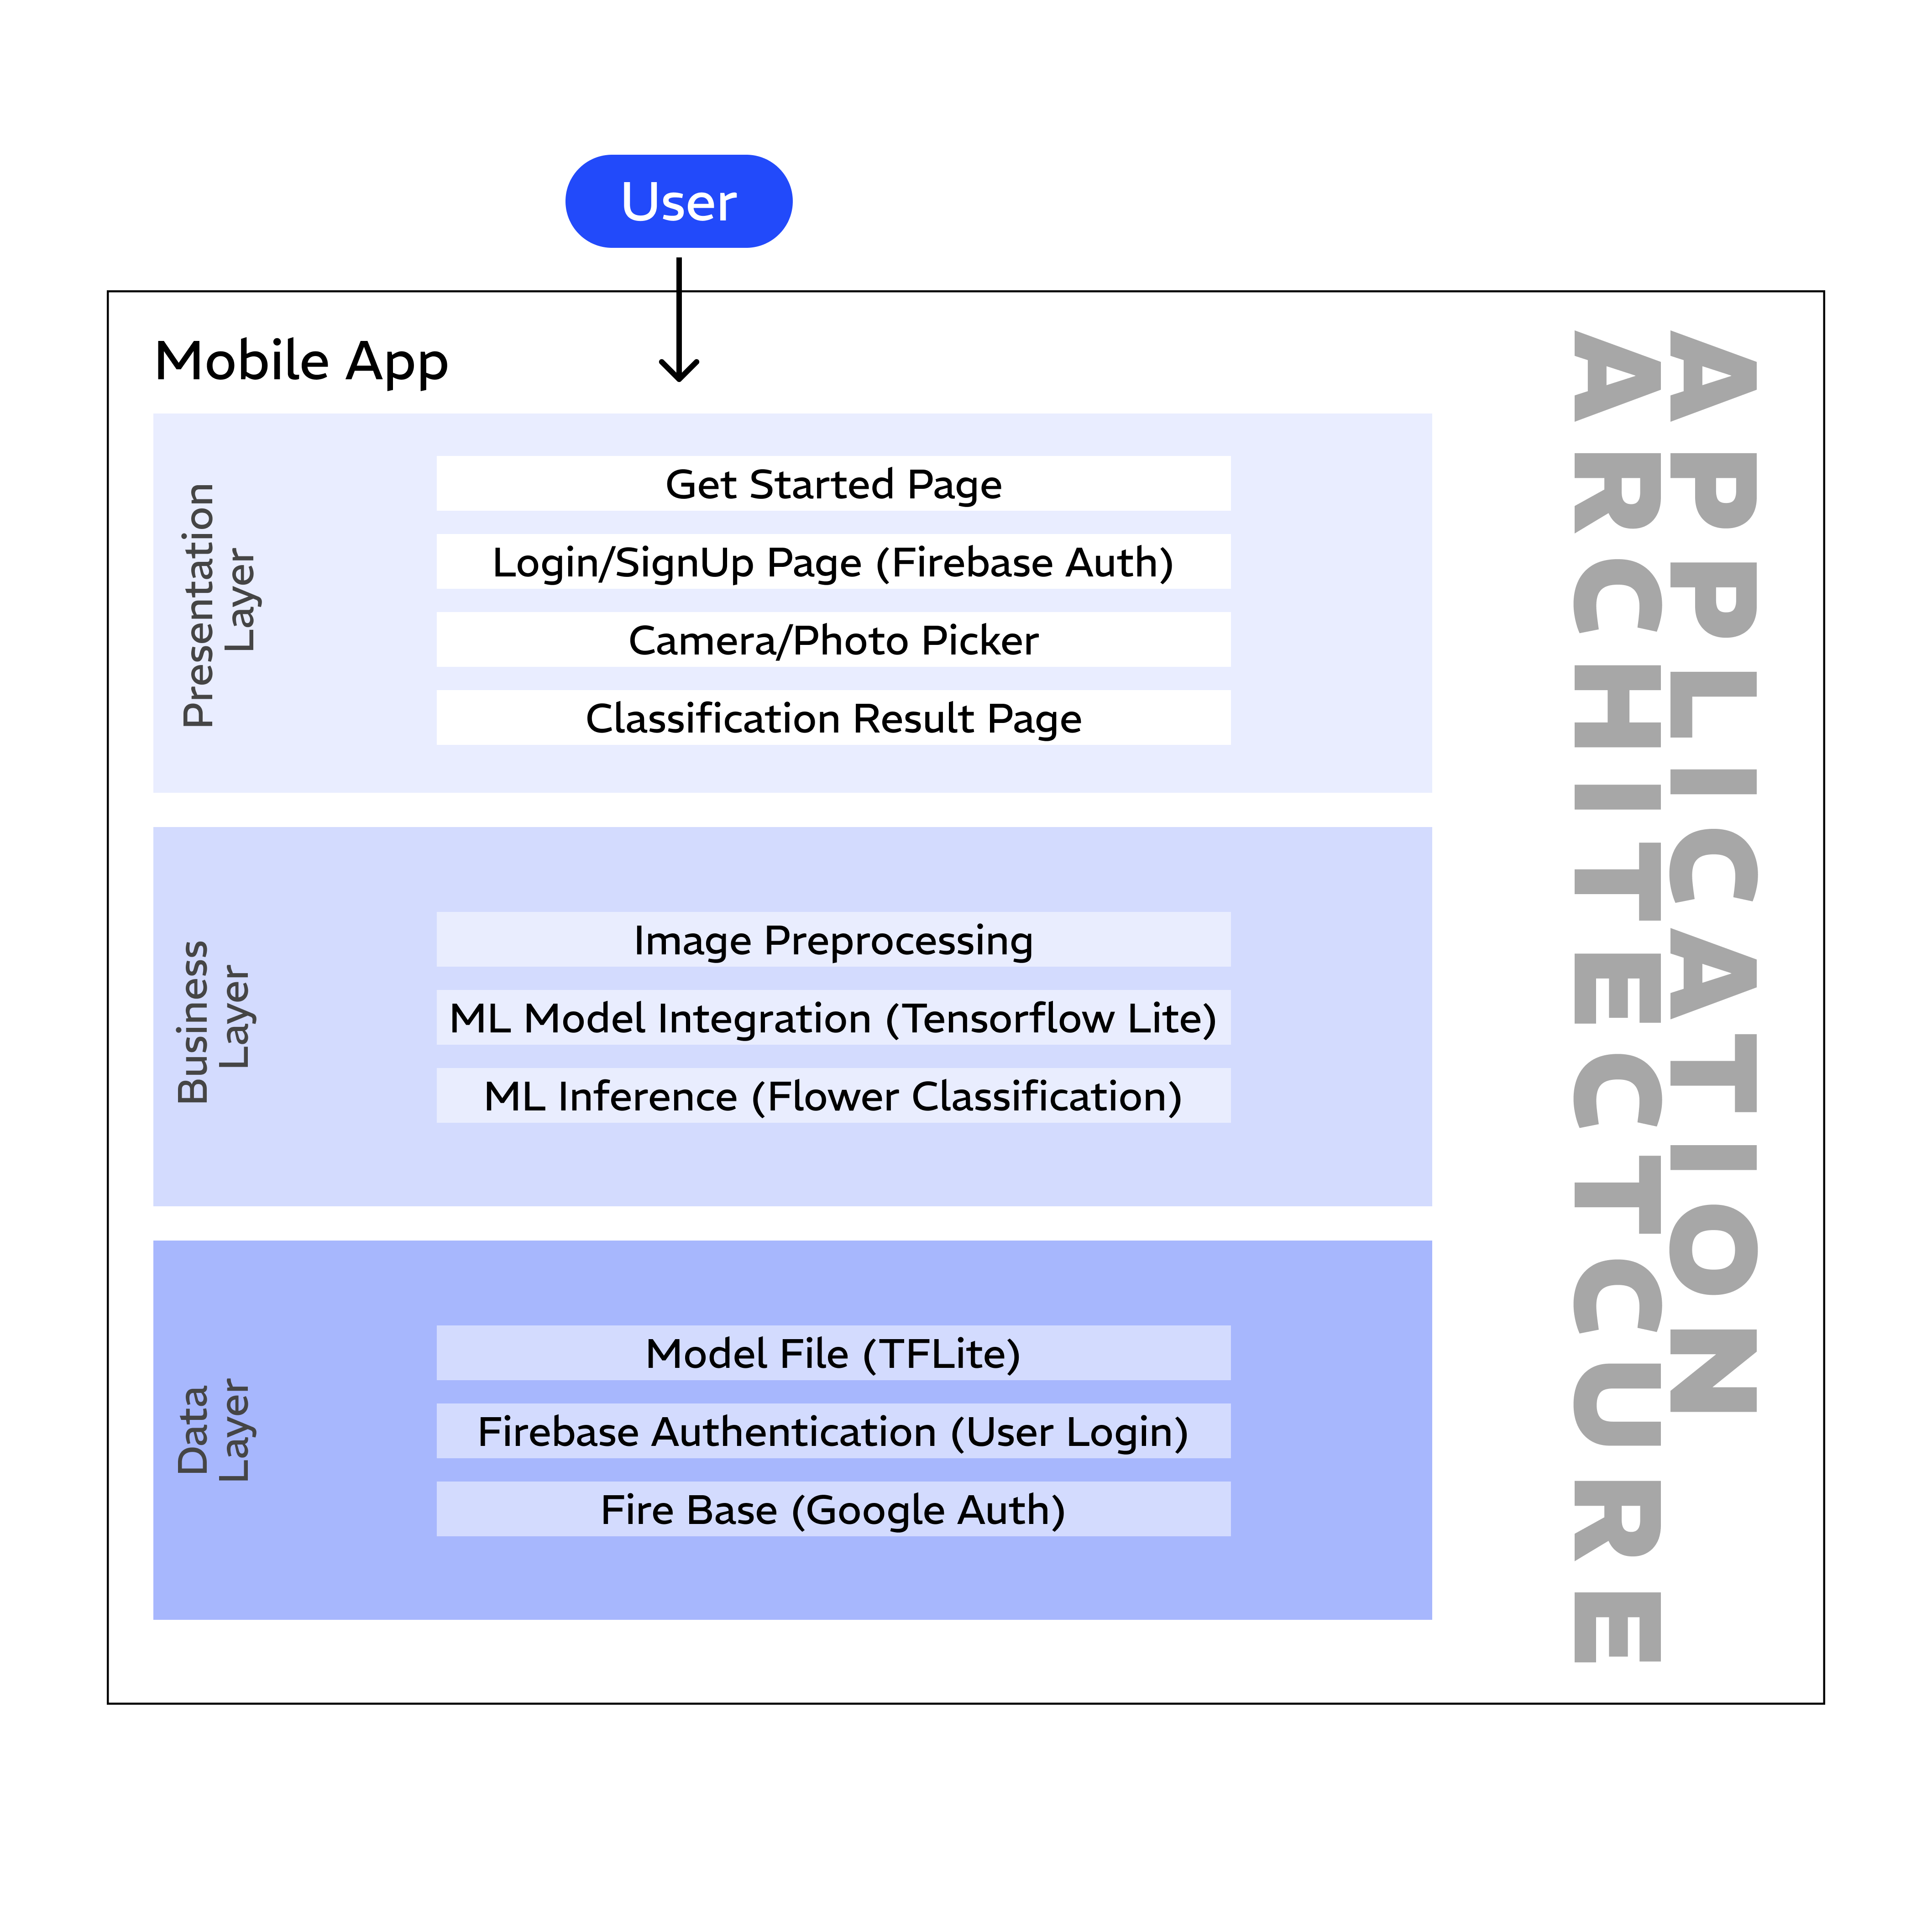 User
Mobile App
Presentation
Layer
Get Started Page
Login/SignUp Page (Firebase Auth)
Camera/Photo Picker
Classification Result Page
Business
Layer
Image Preprocessing
ML Model Integration (Tensorflow Lite)
ML Inference (Flower Classification)
Data
Layer
Model File (TFLite)
Firebase Authentication (User Login)
Fire Base (Google Auth)
APPLICATION
ARCHITECTCURE